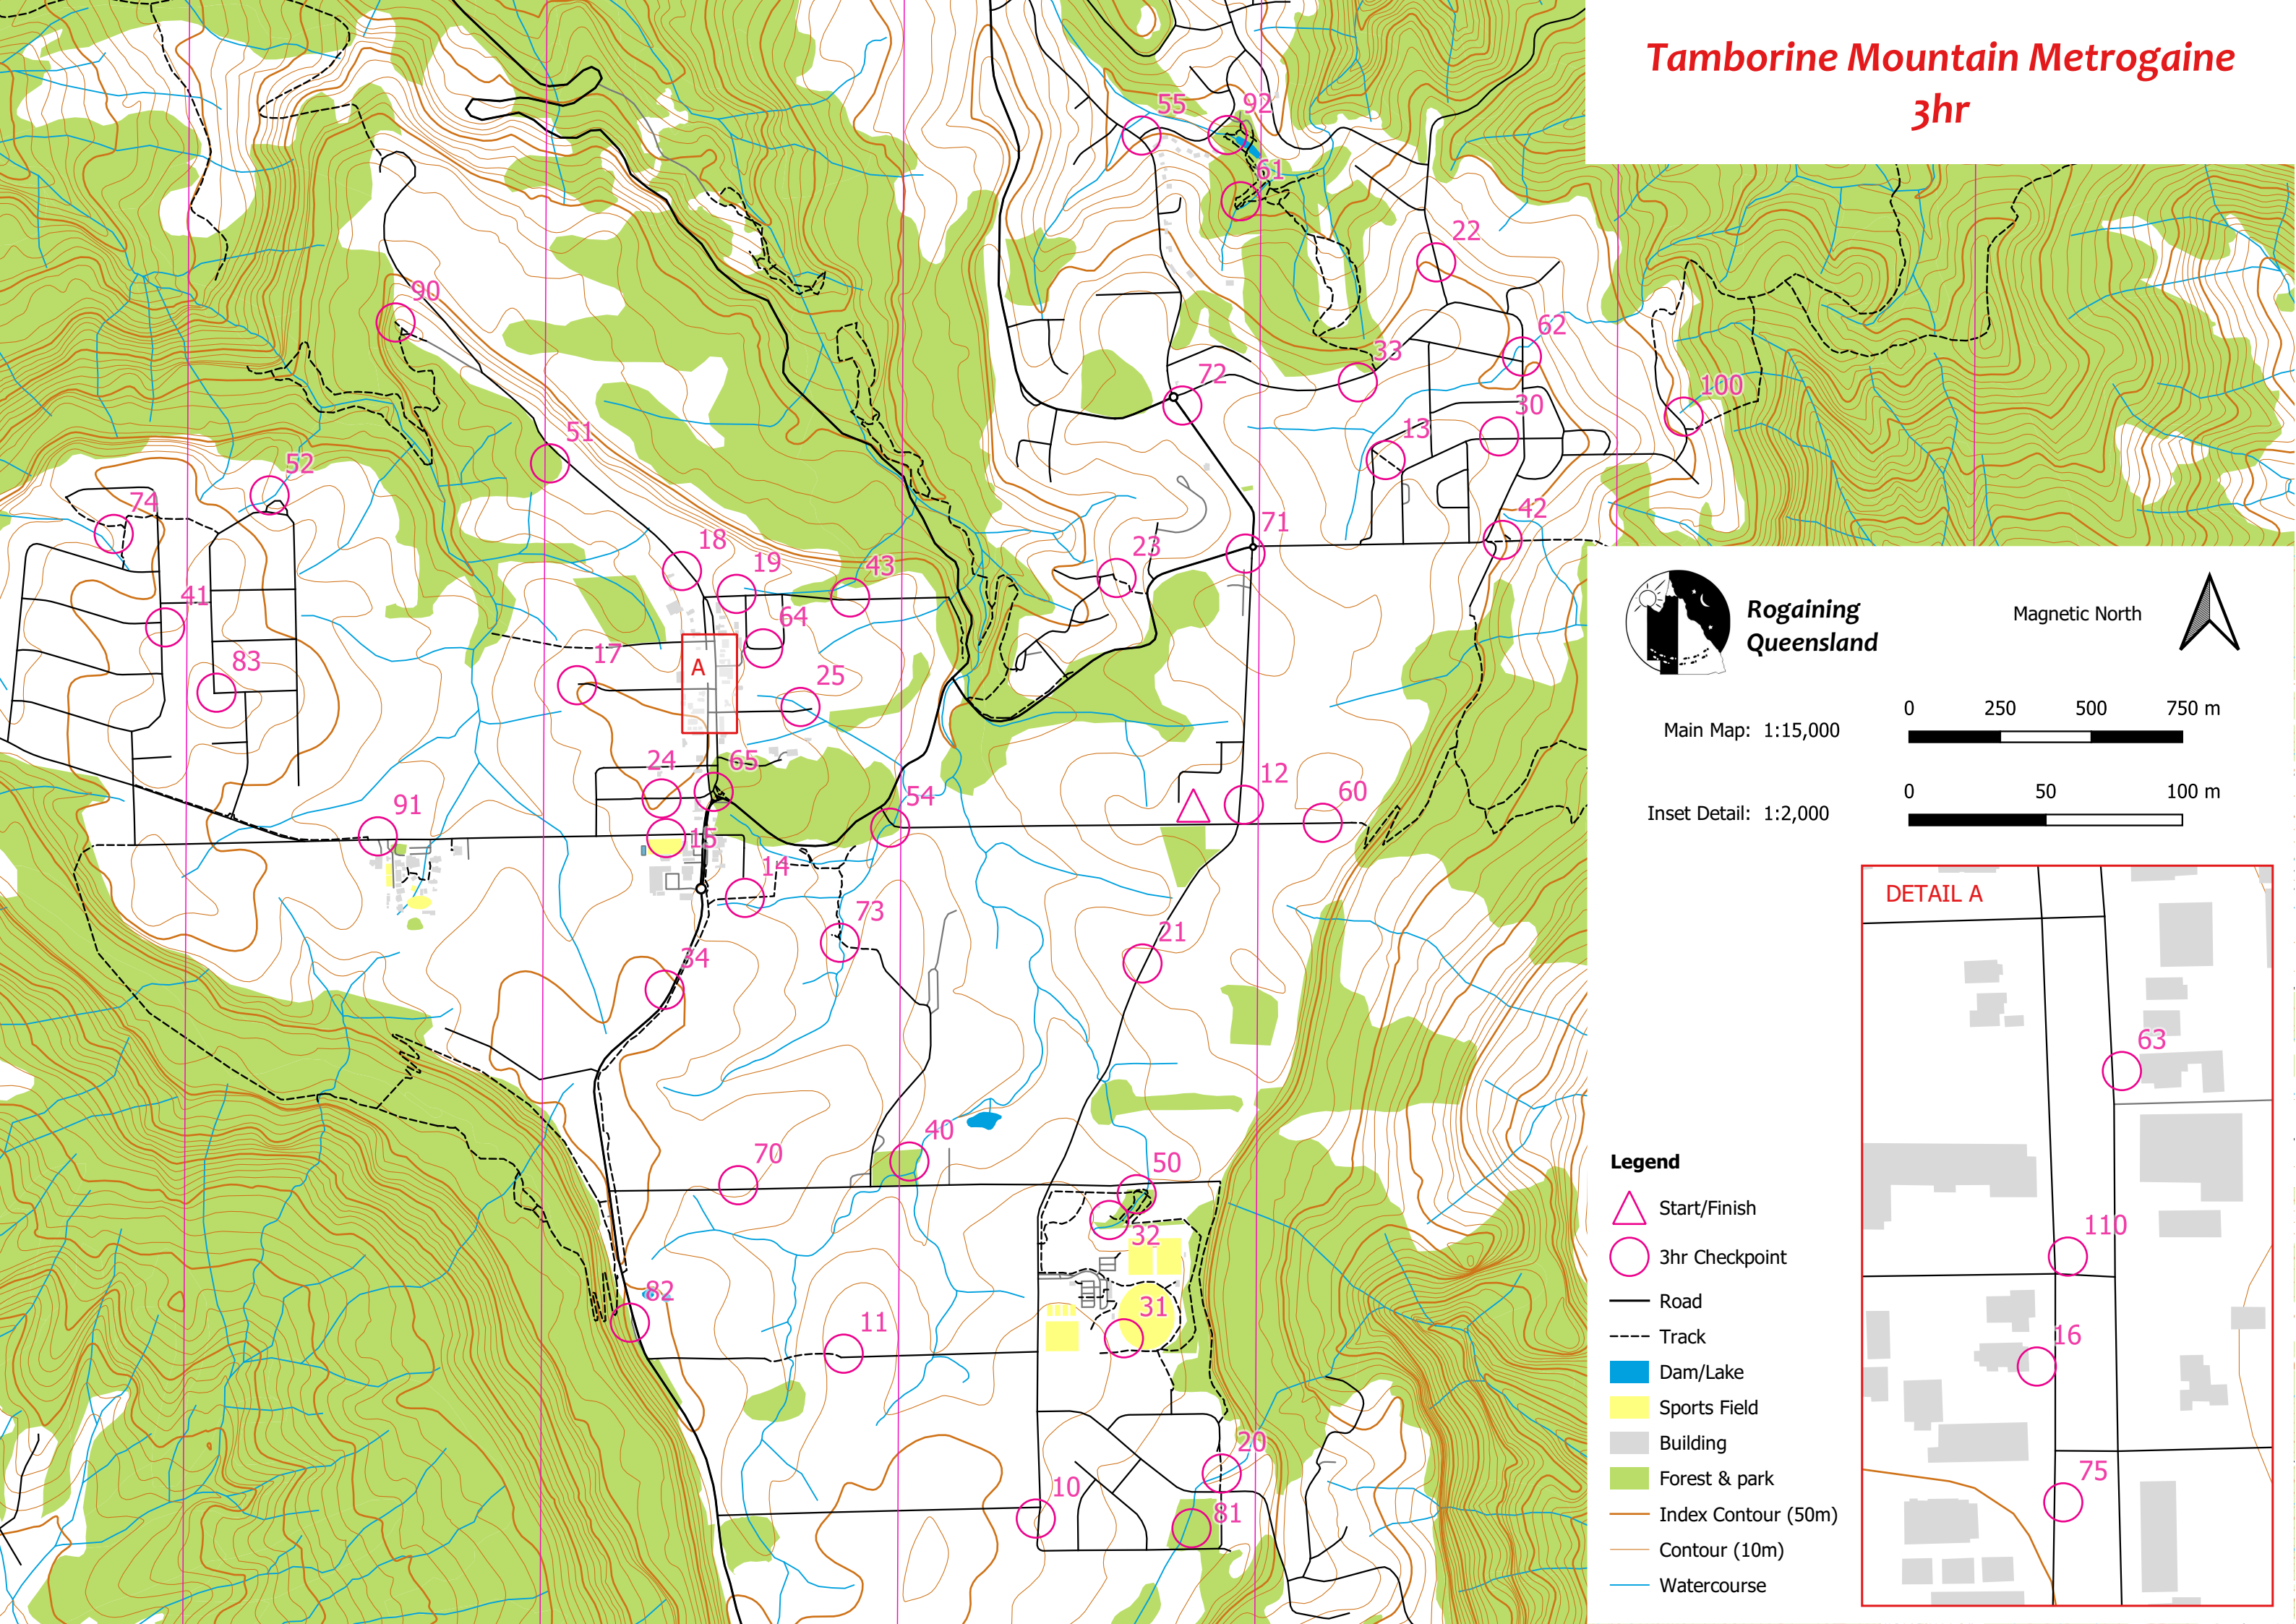 Tamborine Mountain Metrogaine
3hr
55
92
61
22
90
33
62
72
100
51
13
30
52
74
42
71
18
23
19
43
41
64
83
17
A
25
24
65
12
60
91
54
15
14
73
21
34
40
70
50
32
82
31
11
20
10
81
Rogaining
Queensland
Magnetic North
Main Map: 1:15,000
0 250 500 750 m
Inset Detail: 1:2,000
0 50 100 m
DETAIL A
63
110
16
75
Legend
Start/Finish
3hr Checkpoint
Road
Track
Dam/Lake
Sports Field
Building
Forest & park
Index Contour (50m)
Contour (10m)
Watercourse